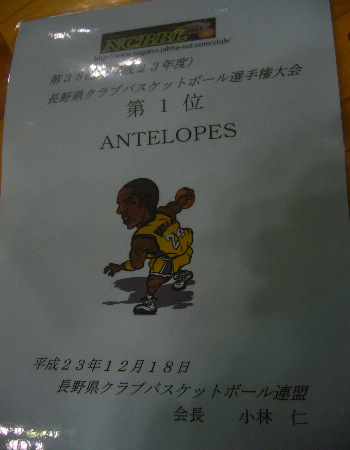 NCBBL
http://www.nagano.jabba-net.com/club/
第38回(平成23年度)
長野県クラブバスケットボール選手権大会
第1位
ANTELOPES
平成23年12月18日
長野県クラブバスケットボール連盟
会長 小林 仁